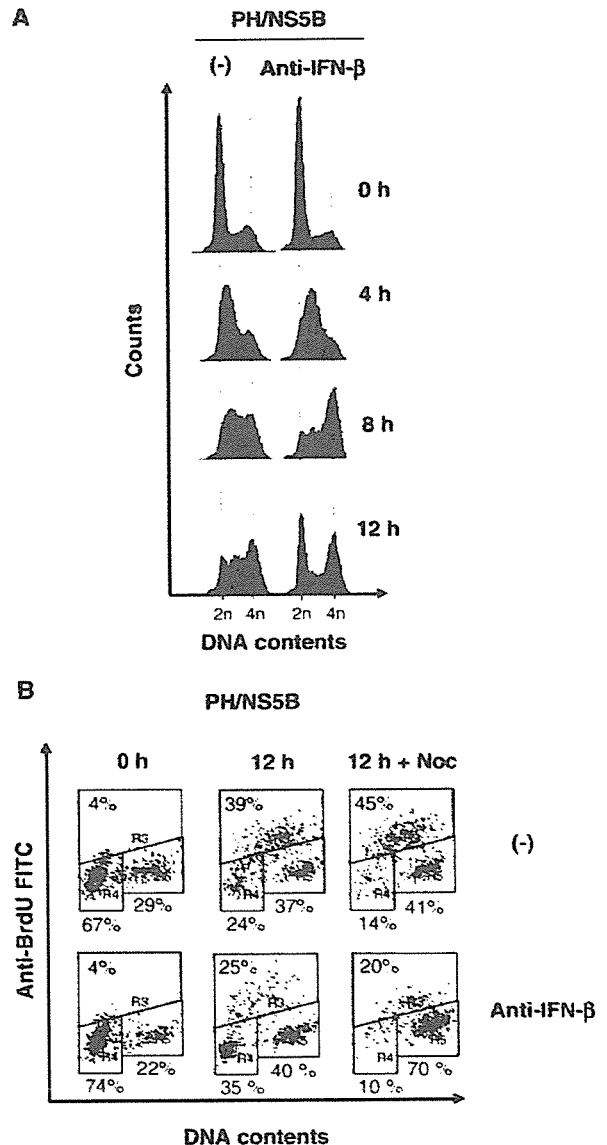 A
PH/NS5B
(-) Anti-IFN-β
0 h
4 h
8 h
12 h
Counts
2n 4n 2n 4n
DNA contents
B
PH/NS5B
0 h 12 h 12 h + Noc
4% 39% 45%
R3
R4 R4 R4
29% 37% 41%
67% 24% 14%
(-)
Anti-BrdU FITC
4% 25% 20%
R3 R3 R3
R4 R4 R4
22% 40 % 70 %
74% 35 % 10 %
Anti-IFN-β
DNA contents